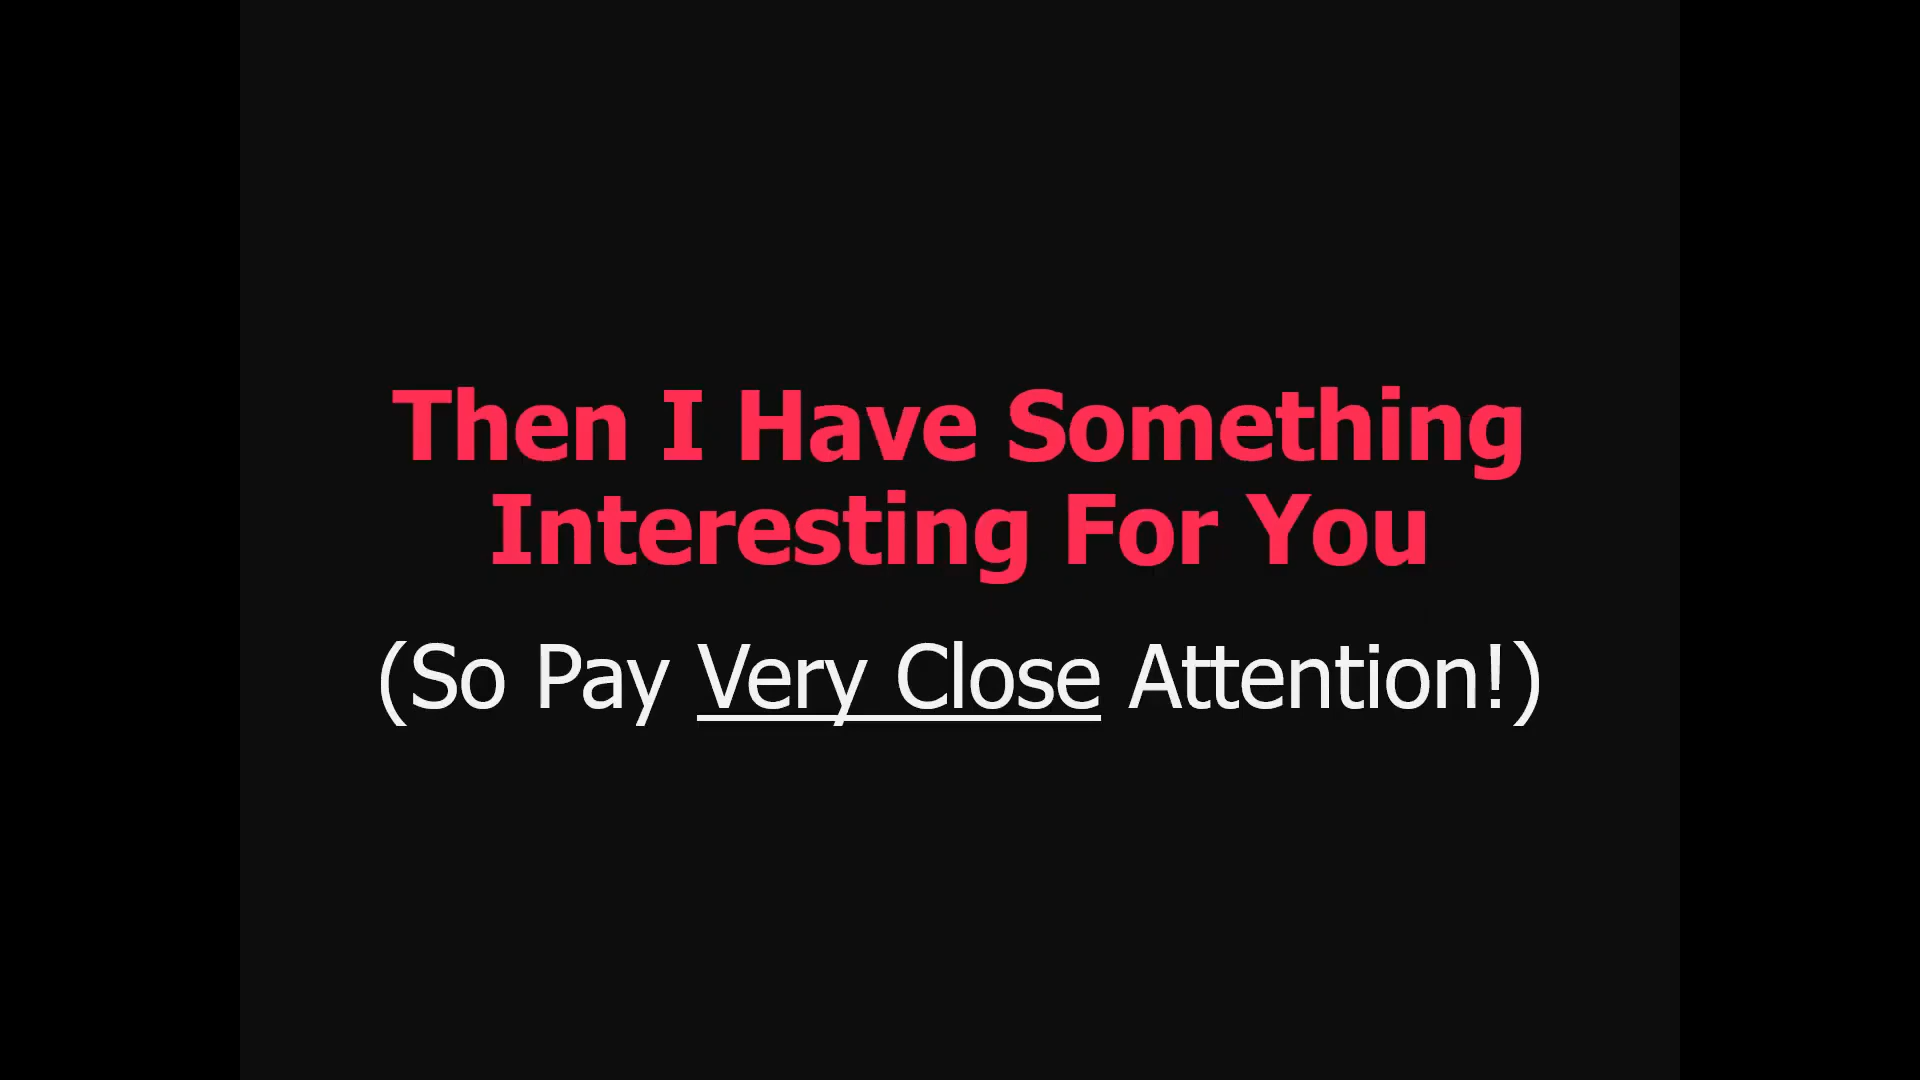 Then I Have Something
Interesting For You
(So Pay Very Close Attention!)